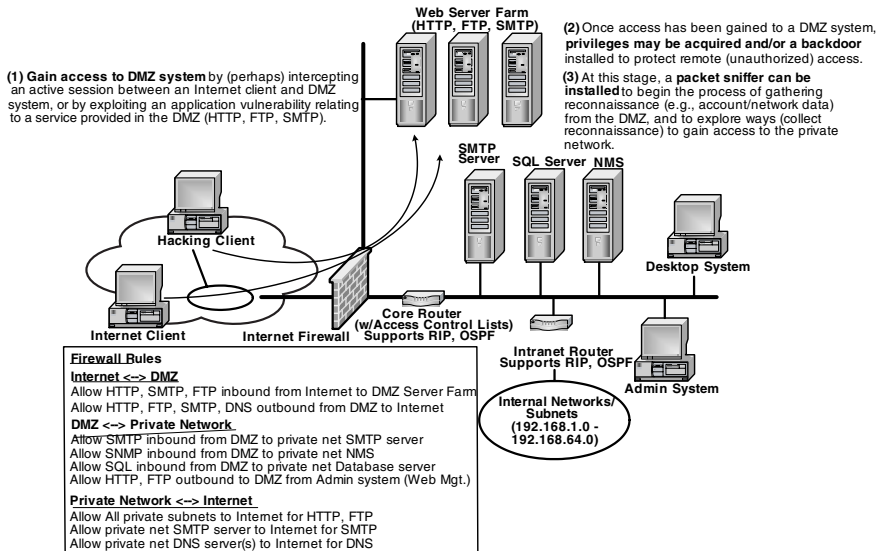 Web Server Farm
(HTTP, FTP, SMTP)
(1) Gain access to DMZ system by (perhaps) intercepting
an active session between an Internet client and DMZ
system, or by exploiting an application vulnerability relating
to a service provided in the DMZ (HTTP, FTP, SMTP).
(2) Once access has been gained to a DMZ system,
privileges may be acquired and/or a backdoor
installed to protect remote (unauthorized) access.
(3) At this stage, a packet sniffer can be
installed to begin the process of gathering
reconnaissance (e.g., account/network data)
from the DMZ, and to explore ways (collect
reconnaissance) to gain access to the private
network.
SMTP
Server
SQL Server
NMS
Hacking Client
Desktop System
Internet Client
Internet Firewall
Core Router
(w/Access Control Lists)
Supports RIP, OSPF
Intranet Router
Supports RIP, OSPF
Admin System
Internal Networks/
Subnets
(192.168.1.0 -
192.168.64.0)
Firewall Rules
Internet <--> DMZ
Allow HTTP, SMTP, FTP inbound from Internet to DMZ Server Farm
Allow HTTP, FTP, SMTP, DNS outbound from DMZ to Internet
DMZ <--> Private Network
Allow SMTP inbound from DMZ to private net SMTP server
Allow SNMP inbound from DMZ to private net NMS
Allow SQL inbound from DMZ to private net Database server
Allow HTTP, FTP outbound to DMZ from Admin system (Web Mgt.)
Private Network <--> Internet
Allow All private subnets to Internet for HTTP, FTP
Allow private net SMTP server to Internet for SMTP
Allow private net DNS server(s) to Internet for DNS